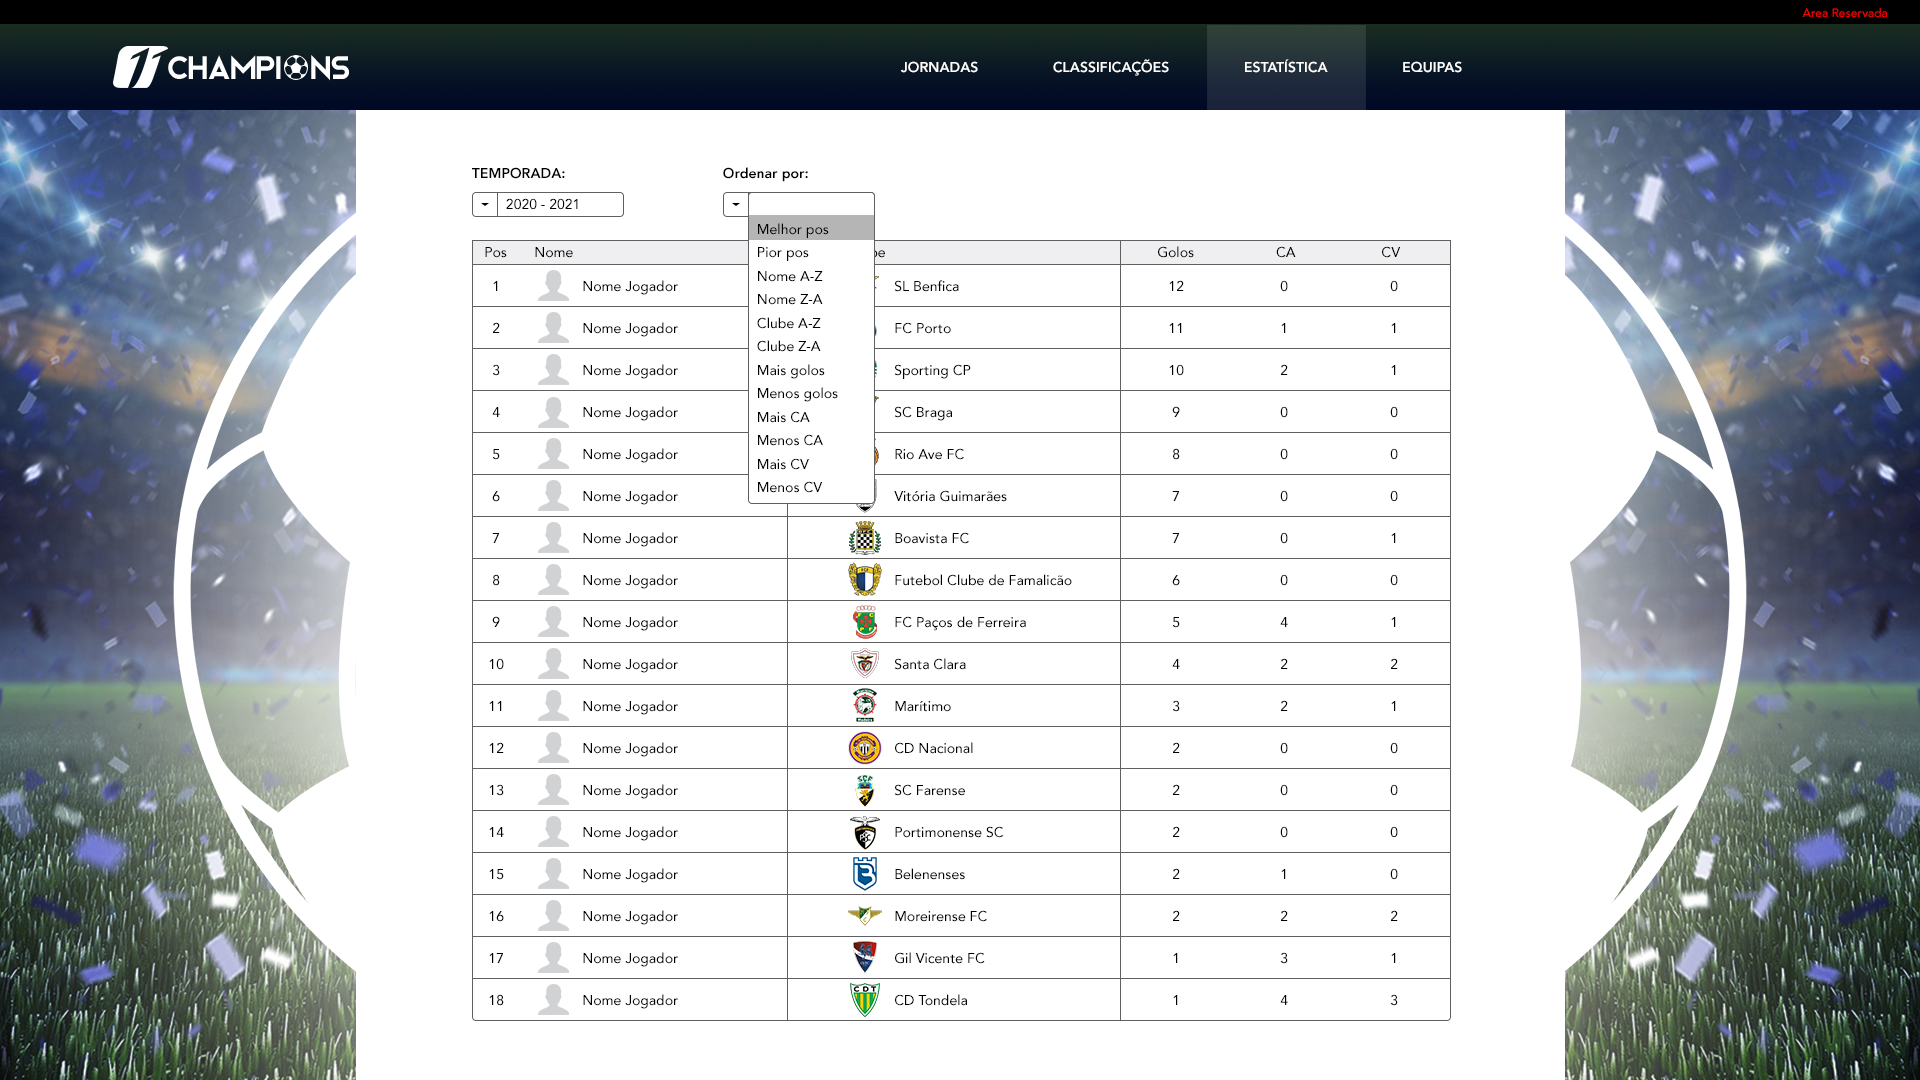 Area Reservada
11 CHAMPIONS
JORNADAS CLASSIFICAÇÕES ESTATÍSTICA EQUIPAS
TEMPORADA: Ordenar por:
2020 - 2021
Melhor pos
Pior pos
Nome A-Z
Nome Z-A
Clube A-Z
Clube Z-A
Mais golos
Menos golos
Mais CA
Menos CA
Mais CV
Menos CV
Pos Nome be Golos CA CV
1 Nome Jogador SL Benfica 12 0 0
2 Nome Jogador FC Porto 11 1 1
3 Nome Jogador Sporting CP 10 2 1
4 Nome Jogador SC Braga 9 0 0
5 Nome Jogador Rio Ave FC 8 0 0
6 Nome Jogador Vitória Guimarães 7 0 0
7 Nome Jogador Boavista FC 7 0 1
8 Nome Jogador Futebol Clube de Famalicão 6 0 0
9 Nome Jogador FC Paços de Ferreira 5 4 1
10 Nome Jogador Santa Clara 4 2 2
11 Nome Jogador Marítimo 3 2 1
12 Nome Jogador CD Nacional 2 0 0
13 Nome Jogador SC Farense 2 0 0
14 Nome Jogador Portimonense SC 2 0 0
15 Nome Jogador Belenenses 2 1 0
16 Nome Jogador Moreirense FC 2 2 2
17 Nome Jogador Gil Vicente FC 1 3 1
18 Nome Jogador CDT CD Tondela 1 4 3